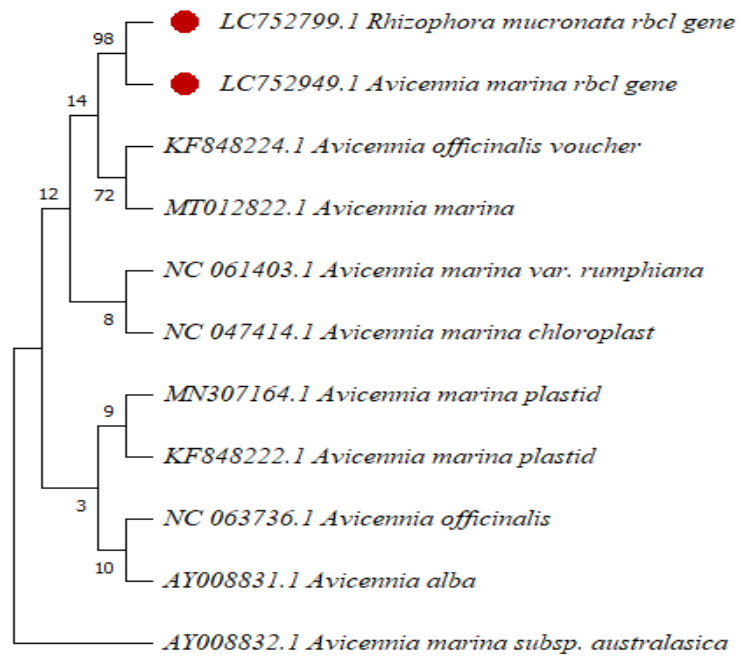 LC752799.1 Rhizophora mucronata rbcl gene
98
LC752949.1 Avicennia marina rbcl gene
14
KF848224.1 Avicennia officinalis voucher
72
MT012822.1 Avicennia marina
12
NC 061403.1 Avicennia marina var. rumphiana
8
NC 047414.1 Avicennia marina chloroplast
MN307164.1 Avicennia marina plastid
9
KF848222.1 Avicennia marina plastid
3
NC 063736.1 Avicennia officinalis
10
AY008831.1 Avicennia alba
AY008832.1 Avicennia marina subsp. australasica